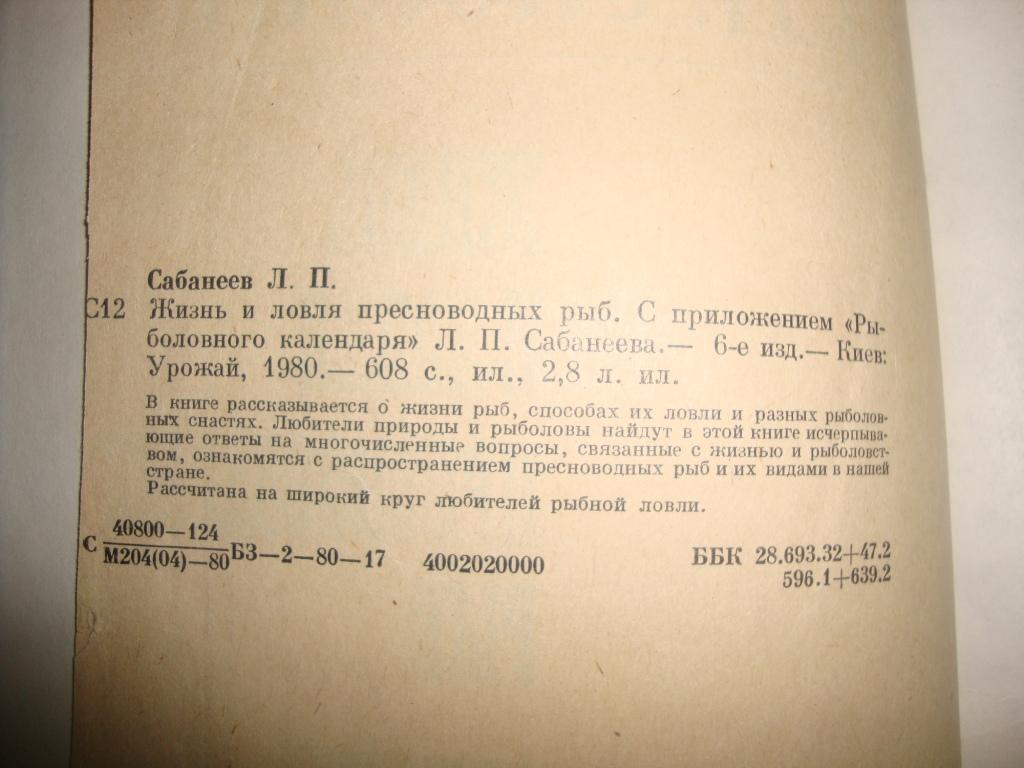 Сабанеев Л. П.
С12 Жизнь и ловля пресноводных рыб. С приложением «Ры-
боловного календаря» Л. П. Сабанеева.— 6-е изд.— Киев:
Урожай, 1980.— 608 с., ил., 2,8 л. ил.
В книге рассказывается о жизни рыб, способах их ловли и разных рыболов-
ных снастях. Любители природы и рыболовы найдут в этой книге исчерпыва-
ющие ответы на многочисленные вопросы, связанные с жизнью и рыболовст-
вом, ознакомятся с распространением пресноводных рыб и их видами в нашей
стране.
Рассчитана на широкий круг любителей рыбной ловли.
40800—124
С М204(04)—80 БЗ—2—80—17 4002020000 ББК 28.693.32+47.2
596.1+639.2